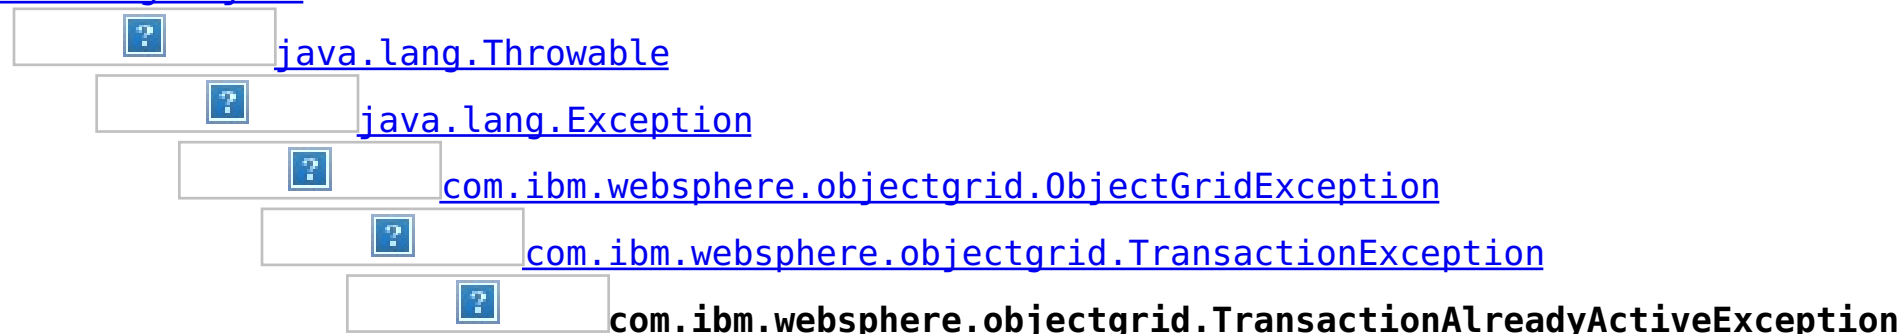 java.lang.Throwable
java.lang.Exception
com.ibm.websphere.objectgrid.ObjectGridException
com.ibm.websphere.objectgrid.TransactionException
com.ibm.websphere.objectgrid.TransactionAlreadyActiveException